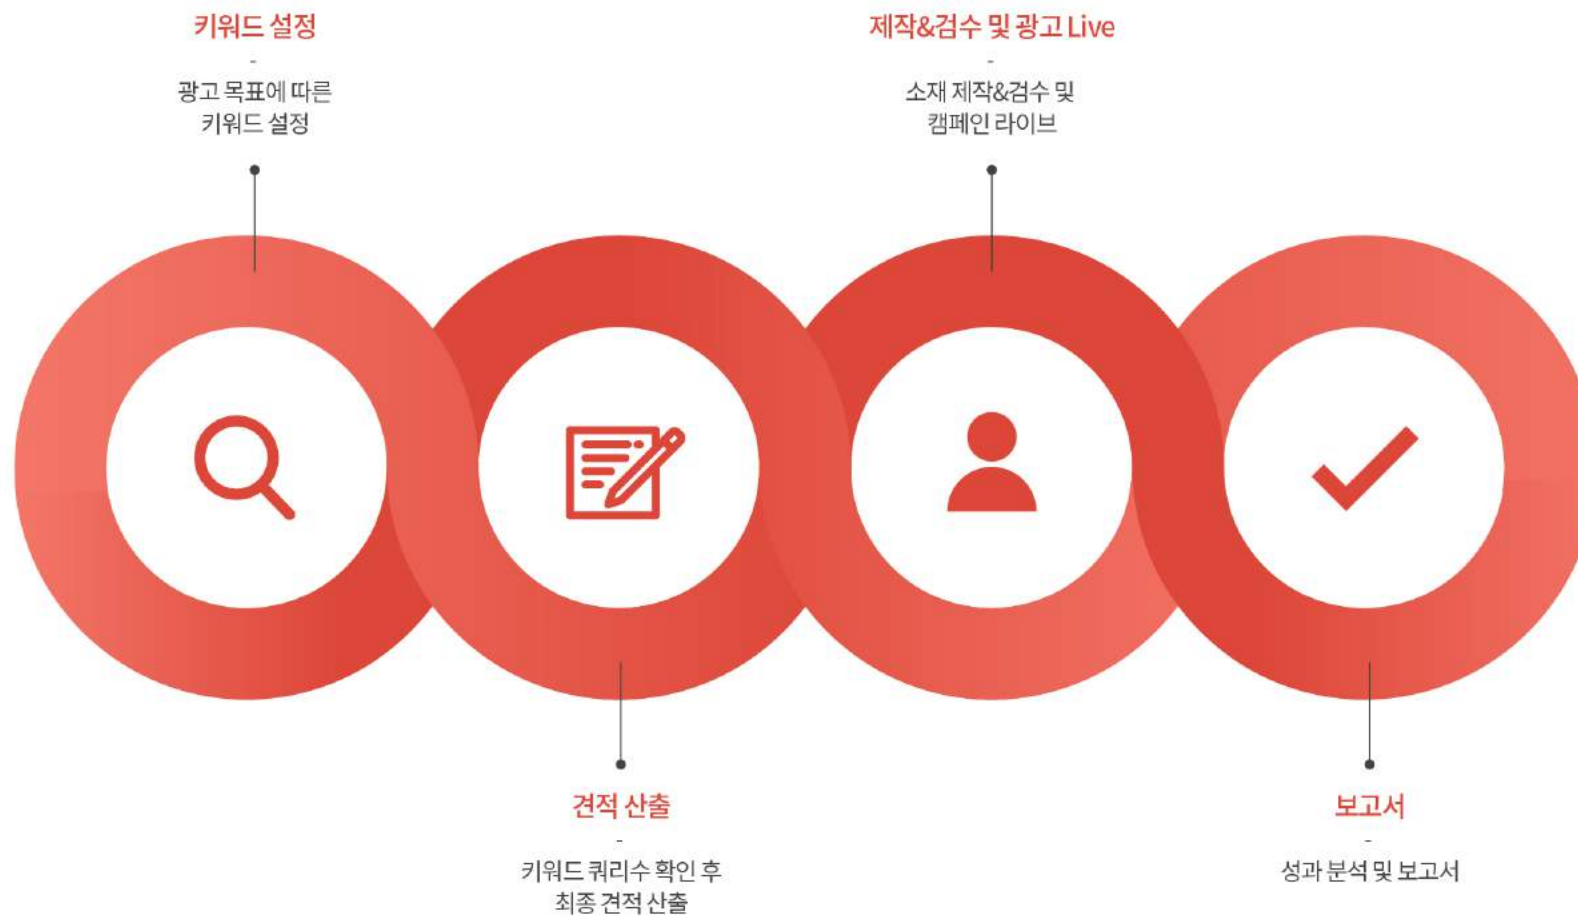 키워드 설정
-
광고 목표에 따른
키워드 설정
제작&검수 및 광고 Live
-
소재 제작&검수 및
캠페인 라이브
견적 산출
-
키워드 쿼리수 확인 후
최종 견적 산출
보고서
-
성과 분석 및 보고서